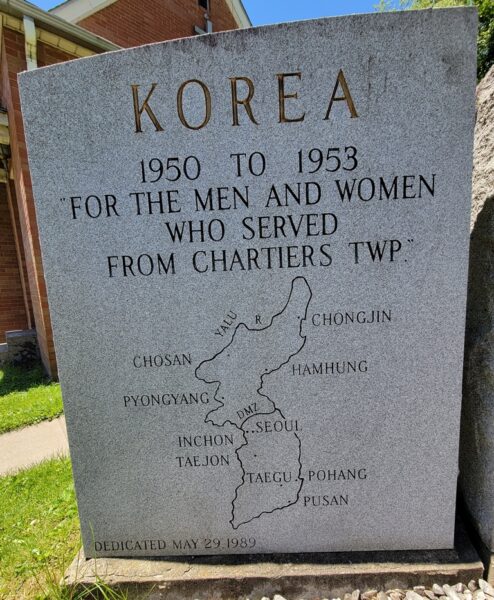 KOREA
1950 TO 1953
"FOR THE MEN AND WOMEN
WHO SERVED
FROM CHARTIERS TWP."
YALU R
CHONGJIN
CHOSAN
HAMHUNG
PYONGYANG
DMZ
INCHON
SEOUL
TAEJON
TAEGU
POHANG
PUSAN
DEDICATED MAY 29 1989